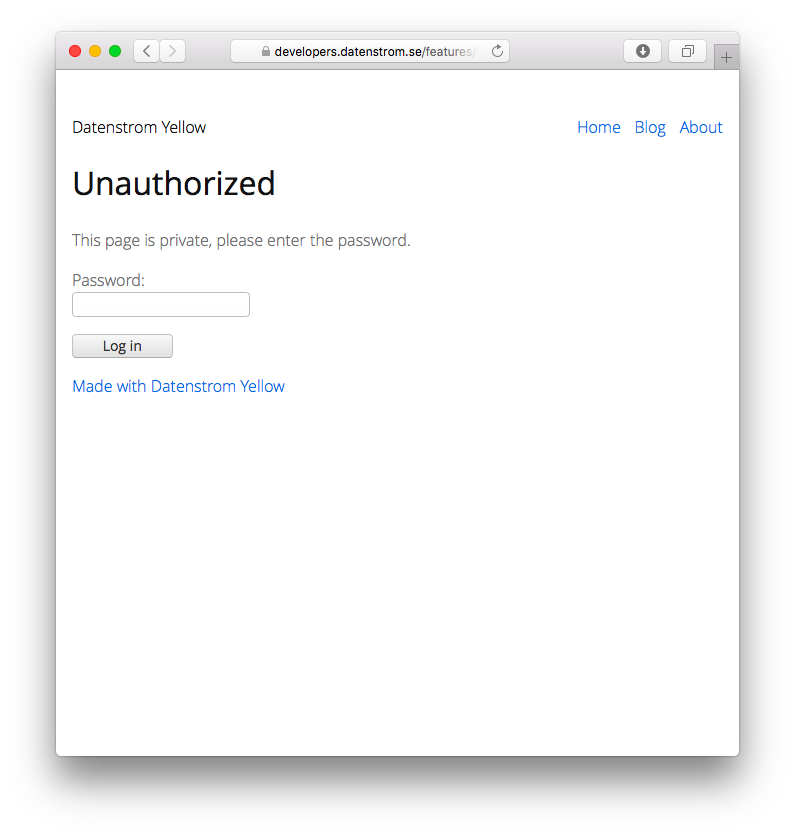 developers.datenstrom.se/features/
Datenstrom Yellow
Home Blog About
Unauthorized
This page is private, please enter the password.
Password:
Log in
Made with Datenstrom Yellow